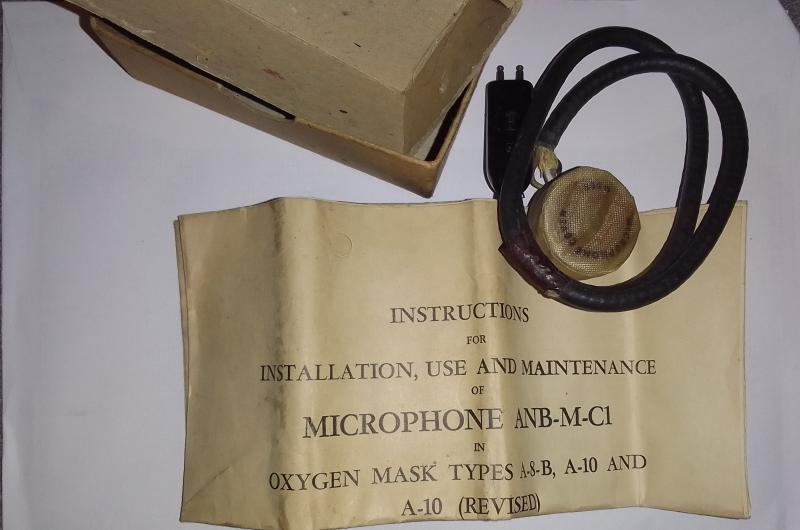 INSTRUCTIONS
FOR
INSTALLATION, USE AND MAINTENANCE
OF
MICROPHONE ANB-M-C1
IN
OXYGEN MASK TYPES A-8-B, A-10 AND
A-10 (REVISED)